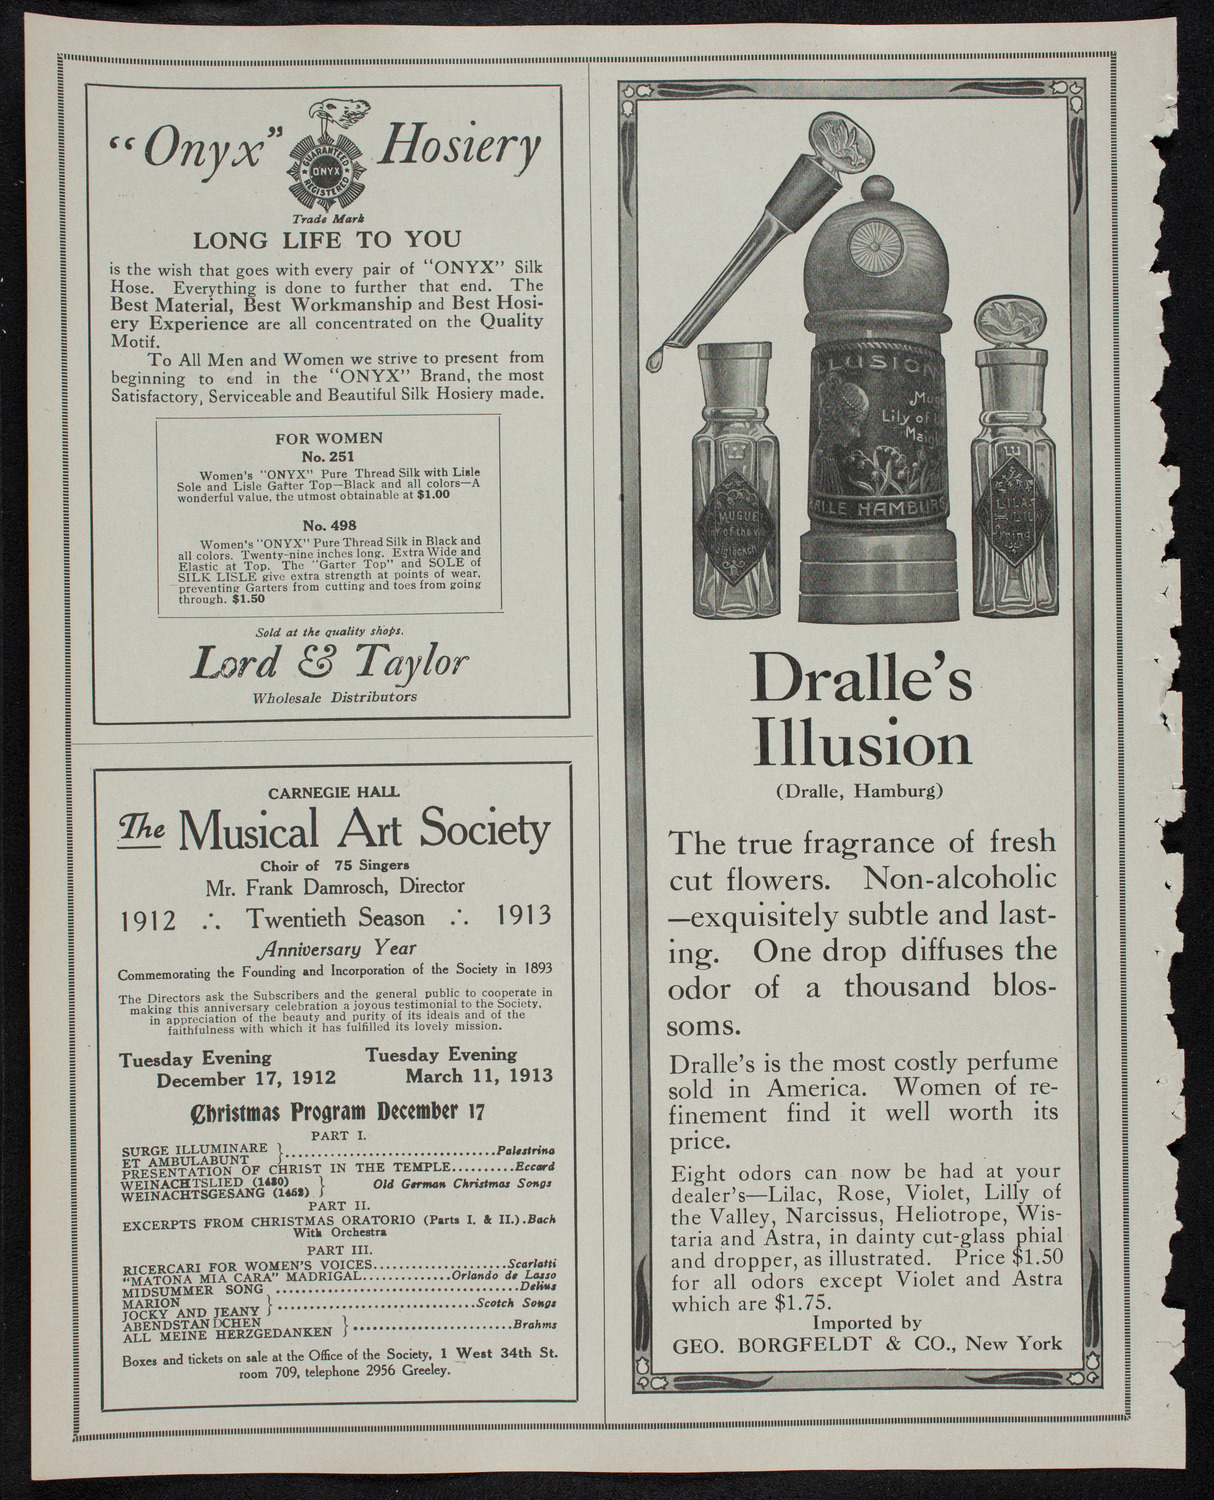 "Onyx" Hosiery
GUARANTEED
ONYX
REGISTERED
Trade Mark
LONG LIFE TO YOU
is the wish that goes with every pair of "ONYX" Silk
Hose. Everything is done to further that end. The
Best Material, Best Workmanship and Best Hosi-
ery Experience are all concentrated on the Quality
Motif.
To All Men and Women we strive to present from
beginning to end in the "ONYX" Brand, the most
Satisfactory, Serviceable and Beautiful Silk Hosiery made.
FOR WOMEN
No. 251
Women's "ONYX" Pure Thread Silk with Lisle
Sole and Lisle Garter Top—Black and all colors—A
wonderful value, the utmost obtainable at $1.00
No. 498
Women's "ONYX" Pure Thread Silk in Black and
all colors. Twenty-nine inches long. Extra Wide and
Elastic at Top. The "Garter Top" and SOLE of
SILK LISLE give extra strength at points of wear,
preventing Garters from cutting and toes from going
through. $1.50
Sold at the quality shops.
Lord & Taylor
Wholesale Distributors
CARNEGIE HALL
The Musical Art Society
Choir of 75 Singers
Mr. Frank Damrosch, Director
1912 ∴ Twentieth Season ∴ 1913
Anniversary Year
Commemorating the Founding and Incorporation of the Society in 1893
The Directors ask the Subscribers and the general public to cooperate in
making this anniversary celebration a joyous testimonial to the Society,
in appreciation of the beauty and purity of its ideals and of the
faithfulness with which it has fulfilled its lovely mission.
Tuesday Evening Tuesday Evening
December 17, 1912 March 11, 1913
Christmas Program December 17
PART I.
SURGE ILLUMINARE
ET AMBULABUNT } Palestrina
PRESENTATION OF CHRIST IN THE TEMPLE..........Eccard
WEINACHTSLIED (1480)
WEINACHTSGESANG (1452) } Old German Christmas Songs
PART II.
EXCERPTS FROM CHRISTMAS ORATORIO (Parts I. & II.).Bach
With Orchestra
PART III.
RICERCARI FOR WOMEN'S VOICES......................Scarlatti
"MATONA MIA CARA" MADRIGAL..............Orlando de Lasso
MIDSUMMER SONG ........................................Delius
MARION
JOCKY AND JEANY } ..............................Scotch Songs
ABENDSTANDCHEN
ALL MEINE HERZGEDANKEN } ........................Brahms
Boxes and tickets on sale at the Office of the Society, 1 West 34th St.
room 709, telephone 2956 Greeley.
LLUSION
Lily of
DRALLE HAMBURG
MUGUE
LILAS
Dralle's
Illusion
(Dralle, Hamburg)
The true fragrance of fresh
cut flowers. Non-alcoholic
—exquisitely subtle and last-
ing. One drop diffuses the
odor of a thousand blos-
soms.
Dralle's is the most costly perfume
sold in America. Women of re-
finement find it well worth its
price.
Eight odors can now be had at your
dealer's—Lilac, Rose, Violet, Lilly of
the Valley, Narcissus, Heliotrope, Wis-
taria and Astra, in dainty cut-glass phial
and dropper, as illustrated. Price $1.50
for all odors except Violet and Astra
which are $1.75.
Imported by
GEO. BORGFELDT & CO., New York